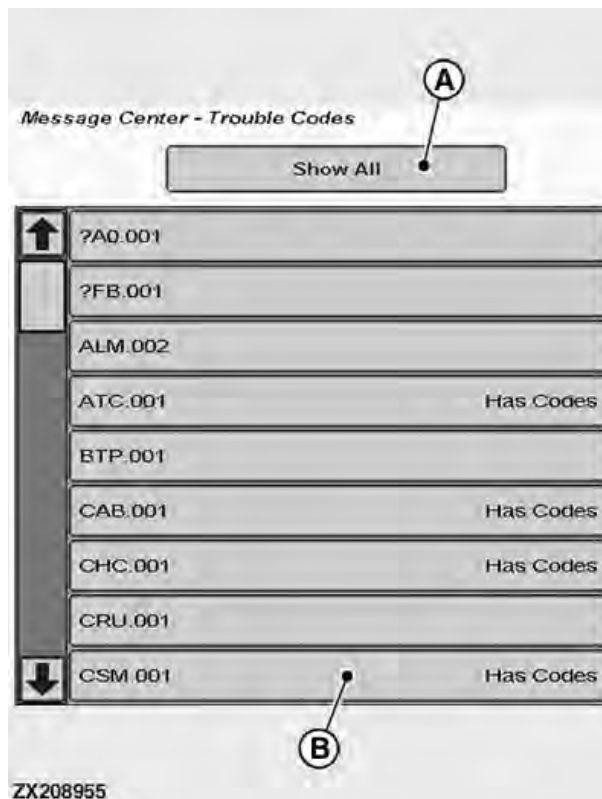 A
Message Center - Trouble Codes
Show All
?A0.001
?FB.001
ALM.002
ATC.001 Has Codes
BTP.001
CAB.001 Has Codes
CHC.001 Has Codes
CRU.001
CSM.001 Has Codes
B
ZX208955